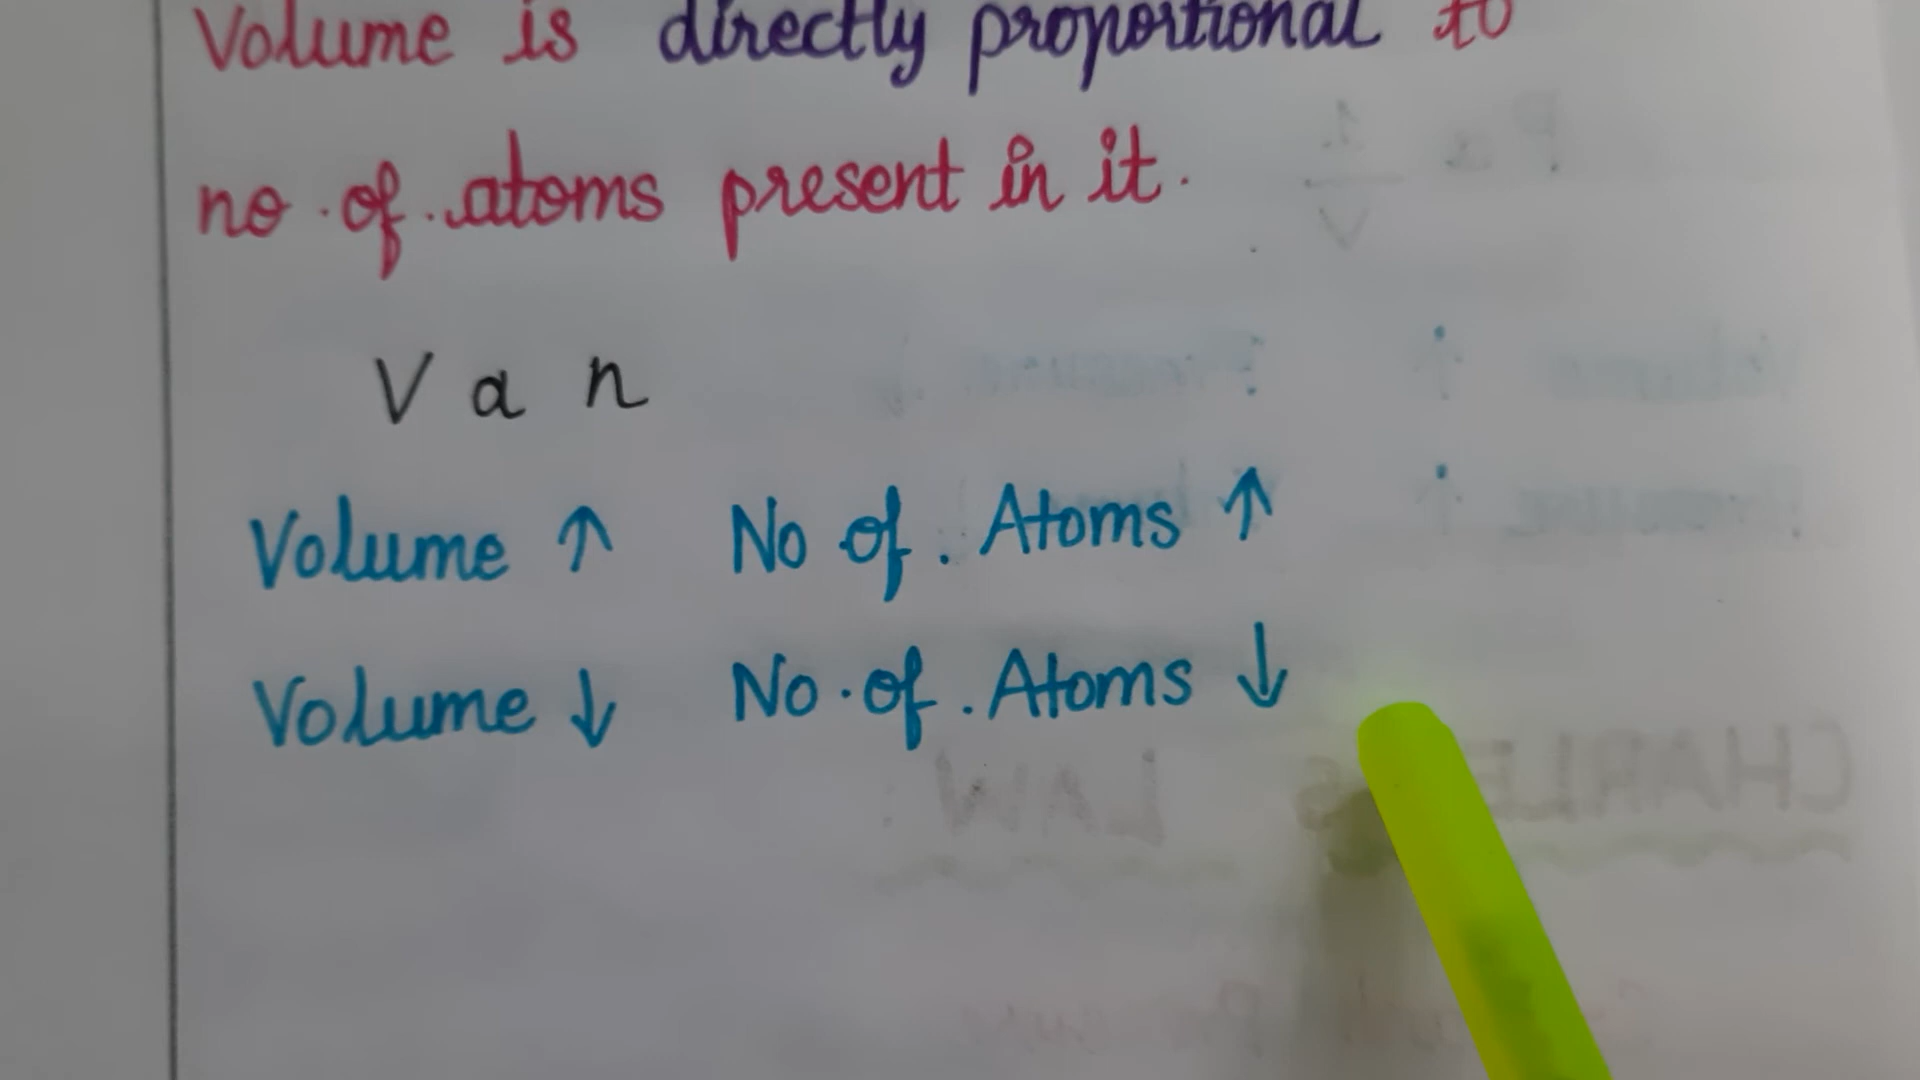 Volume is directly proportional to
no. of. atoms present in it.
V α n
Volume ↑ No of. Atoms ↑
Volume ↓ No. of. Atoms ↓